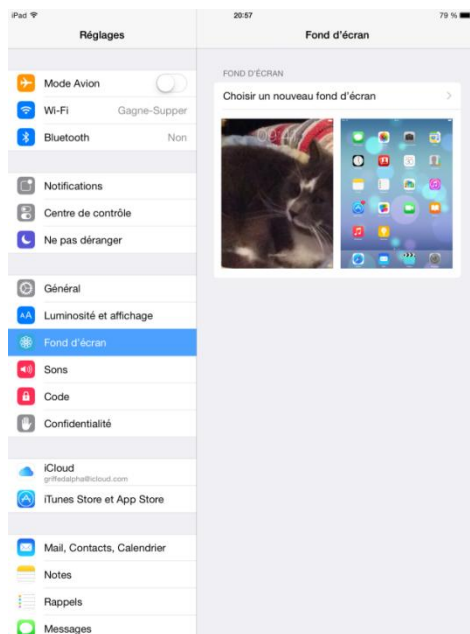 iPad
20:57
79 %
Réglages
Fond d'écran
Mode Avion
Wi-Fi
Gagne-Supper
Bluetooth
Non
Notifications
Centre de contrôle
Ne pas déranger
Général
AA
Luminosité et affichage
Fond d'écran
Sons
Code
Confidentialité
iCloud
griffedalpha@icloud.com
iTunes Store et App Store
Mail, Contacts, Calendrier
Notes
Rappels
Messages
FOND D'ÉCRAN
Choisir un nouveau fond d'écran